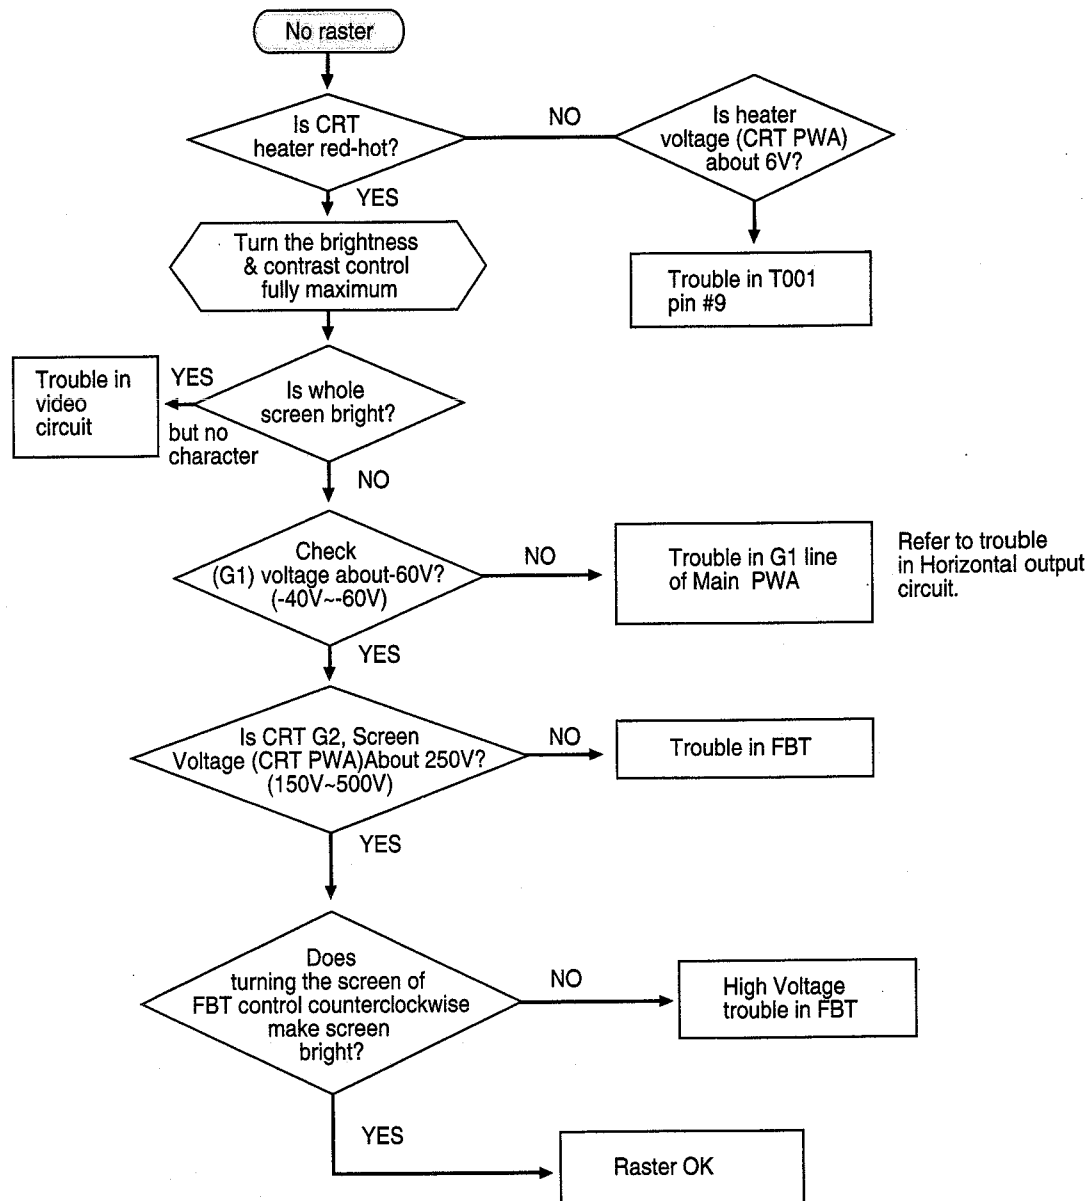 No raster
Is CRT
heater red-hot?
NO
Is heater
voltage (CRT PWA)
about 6V?
YES
Trouble in T001
pin #9
Turn the brightness
& contrast control
fully maximum
Is whole
screen bright?
YES
but no
character
Trouble in
video
circuit
NO
Check
(G1) voltage about-60V?
(-40V~-60V)
NO
Trouble in G1 line
of Main PWA
Refer to trouble
in Horizontal output
circuit.
YES
Is CRT G2, Screen
Voltage (CRT PWA)About 250V?
(150V~500V)
NO
Trouble in FBT
YES
Does
turning the screen of
FBT control counterclockwise
make screen
bright?
NO
High Voltage
trouble in FBT
YES
Raster OK